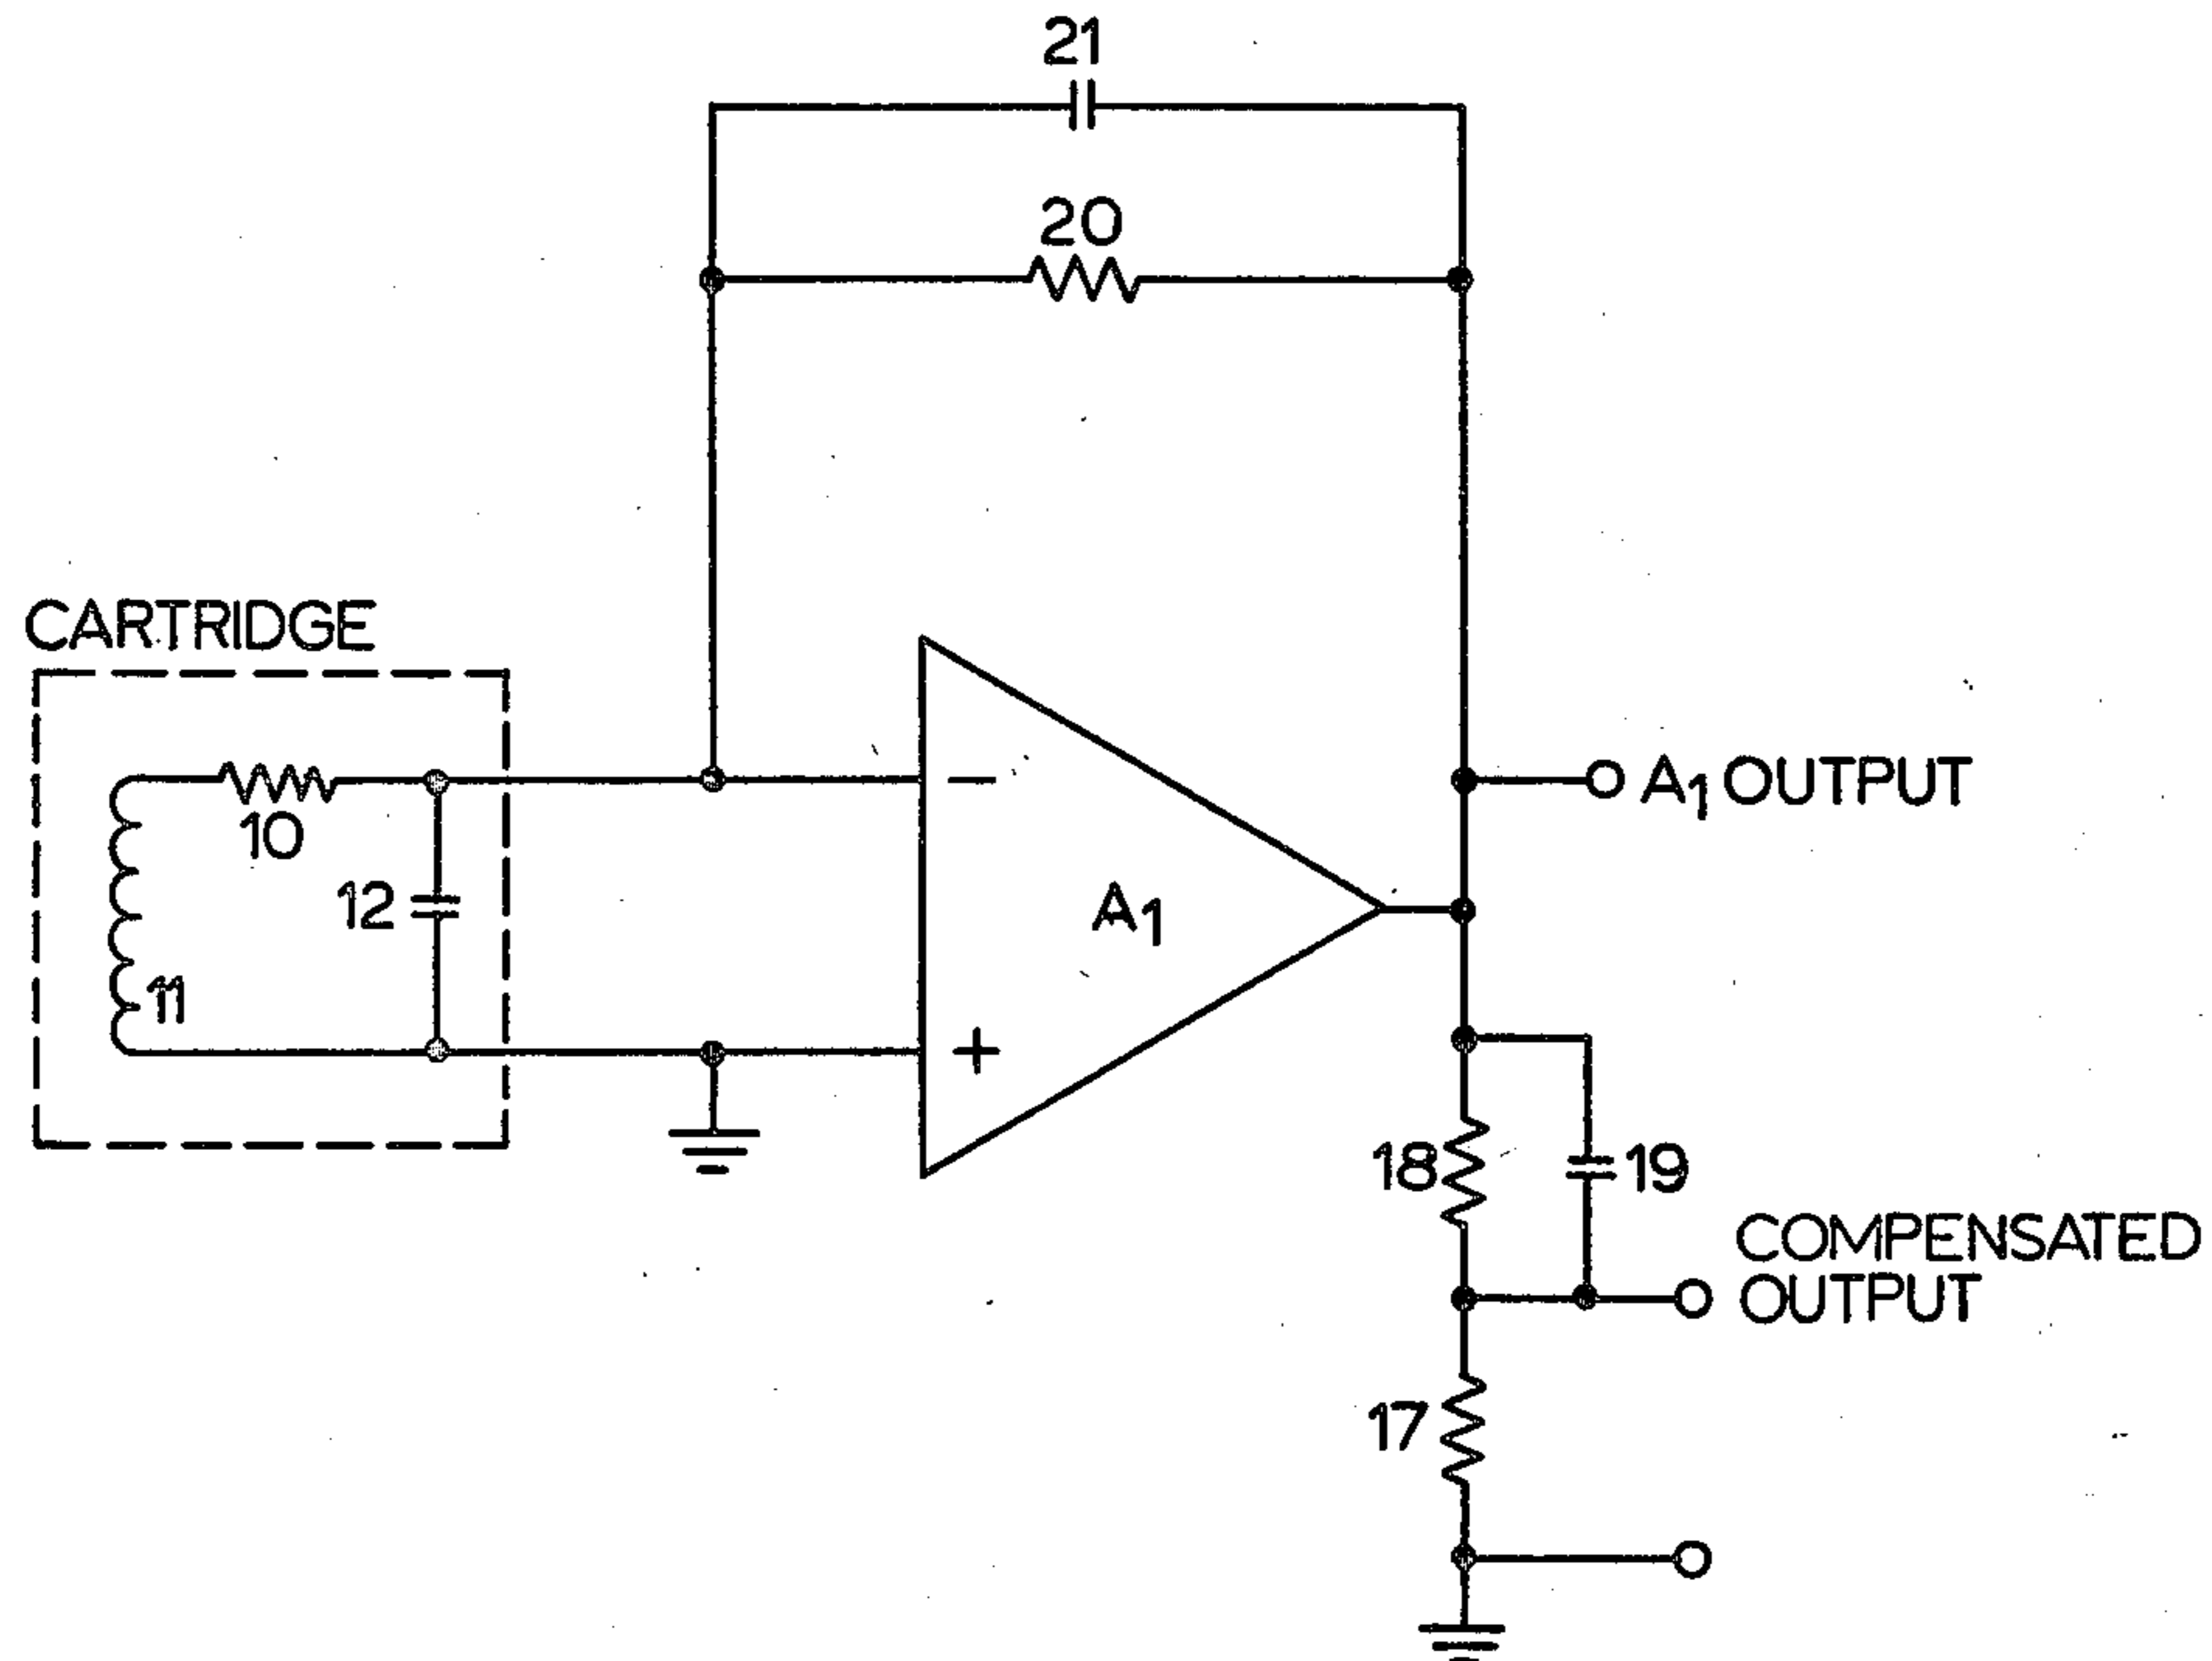 21
20
CARTRIDGE
10
12
11
−
+
A1
A1 OUTPUT
18
19
COMPENSATED
OUTPUT
17